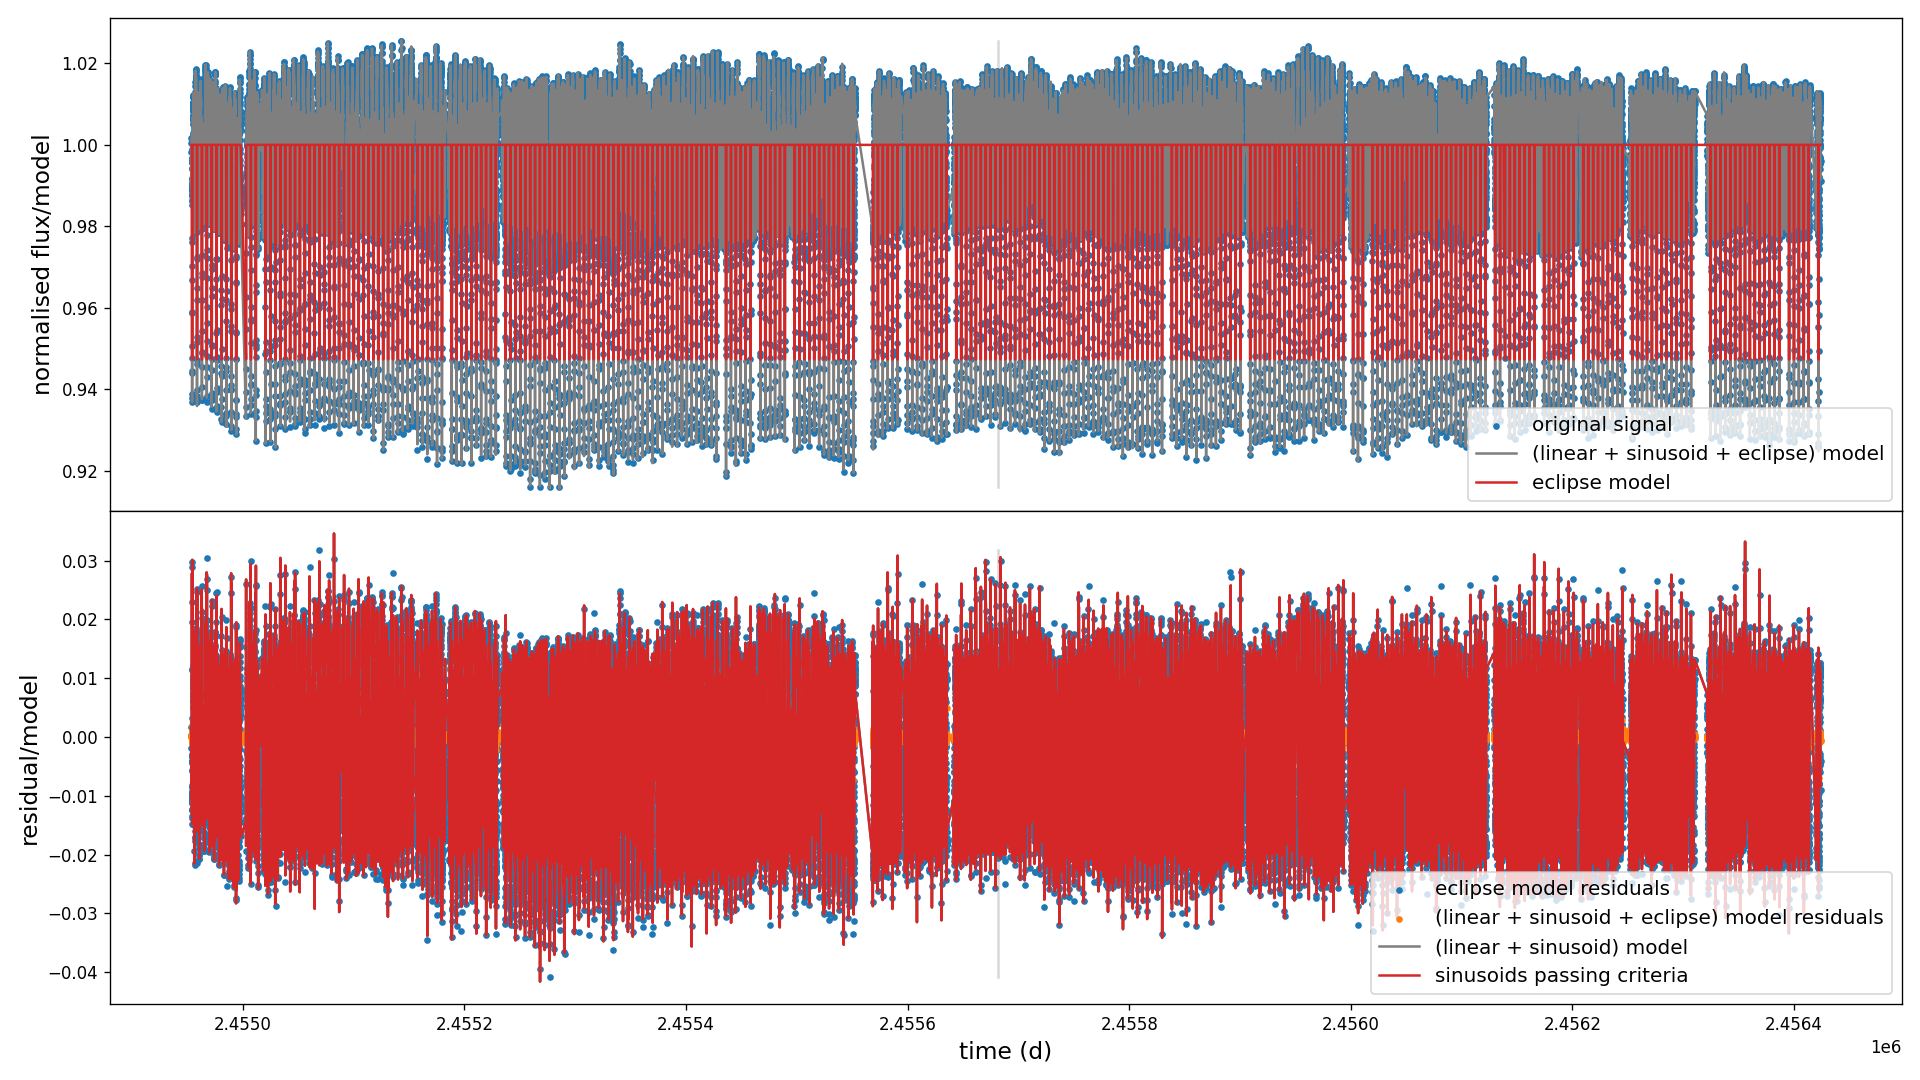 1.02
1.00
0.98
0.96
0.94
0.92
normalised flux/model
original signal
(linear + sinusoid + eclipse) model
eclipse model
0.03
0.02
0.01
0.00
−0.01
−0.02
−0.03
−0.04
residual/model
eclipse model residuals
(linear + sinusoid + eclipse) model residuals
(linear + sinusoid) model
sinusoids passing criteria
2.4550 2.4552 2.4554 2.4556 2.4558 2.4560 2.4562 2.4564
time (d)
1e6